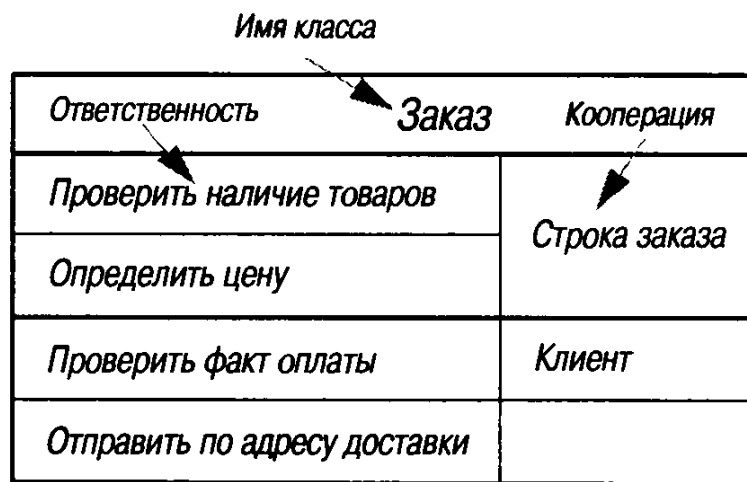 Имя класса
Ответственность Заказ Кооперация
Проверить наличие товаров
Строка заказа
Определить цену
Проверить факт оплаты Клиент
Отправить по адресу доставки